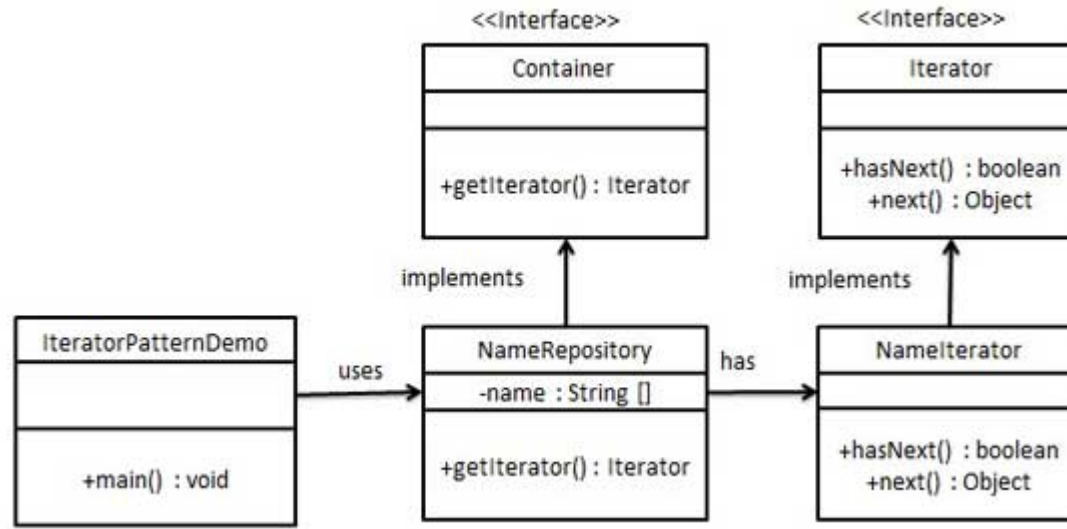 <<Interface>>
Container
+getIterator() : Iterator
<<Interface>>
Iterator
+hasNext() : boolean
+next() : Object
implements
implements
IteratorPatternDemo
+main() : void
uses
NameRepository
-name : String []
+getIterator() : Iterator
has
NameIterator
+hasNext() : boolean
+next() : Object